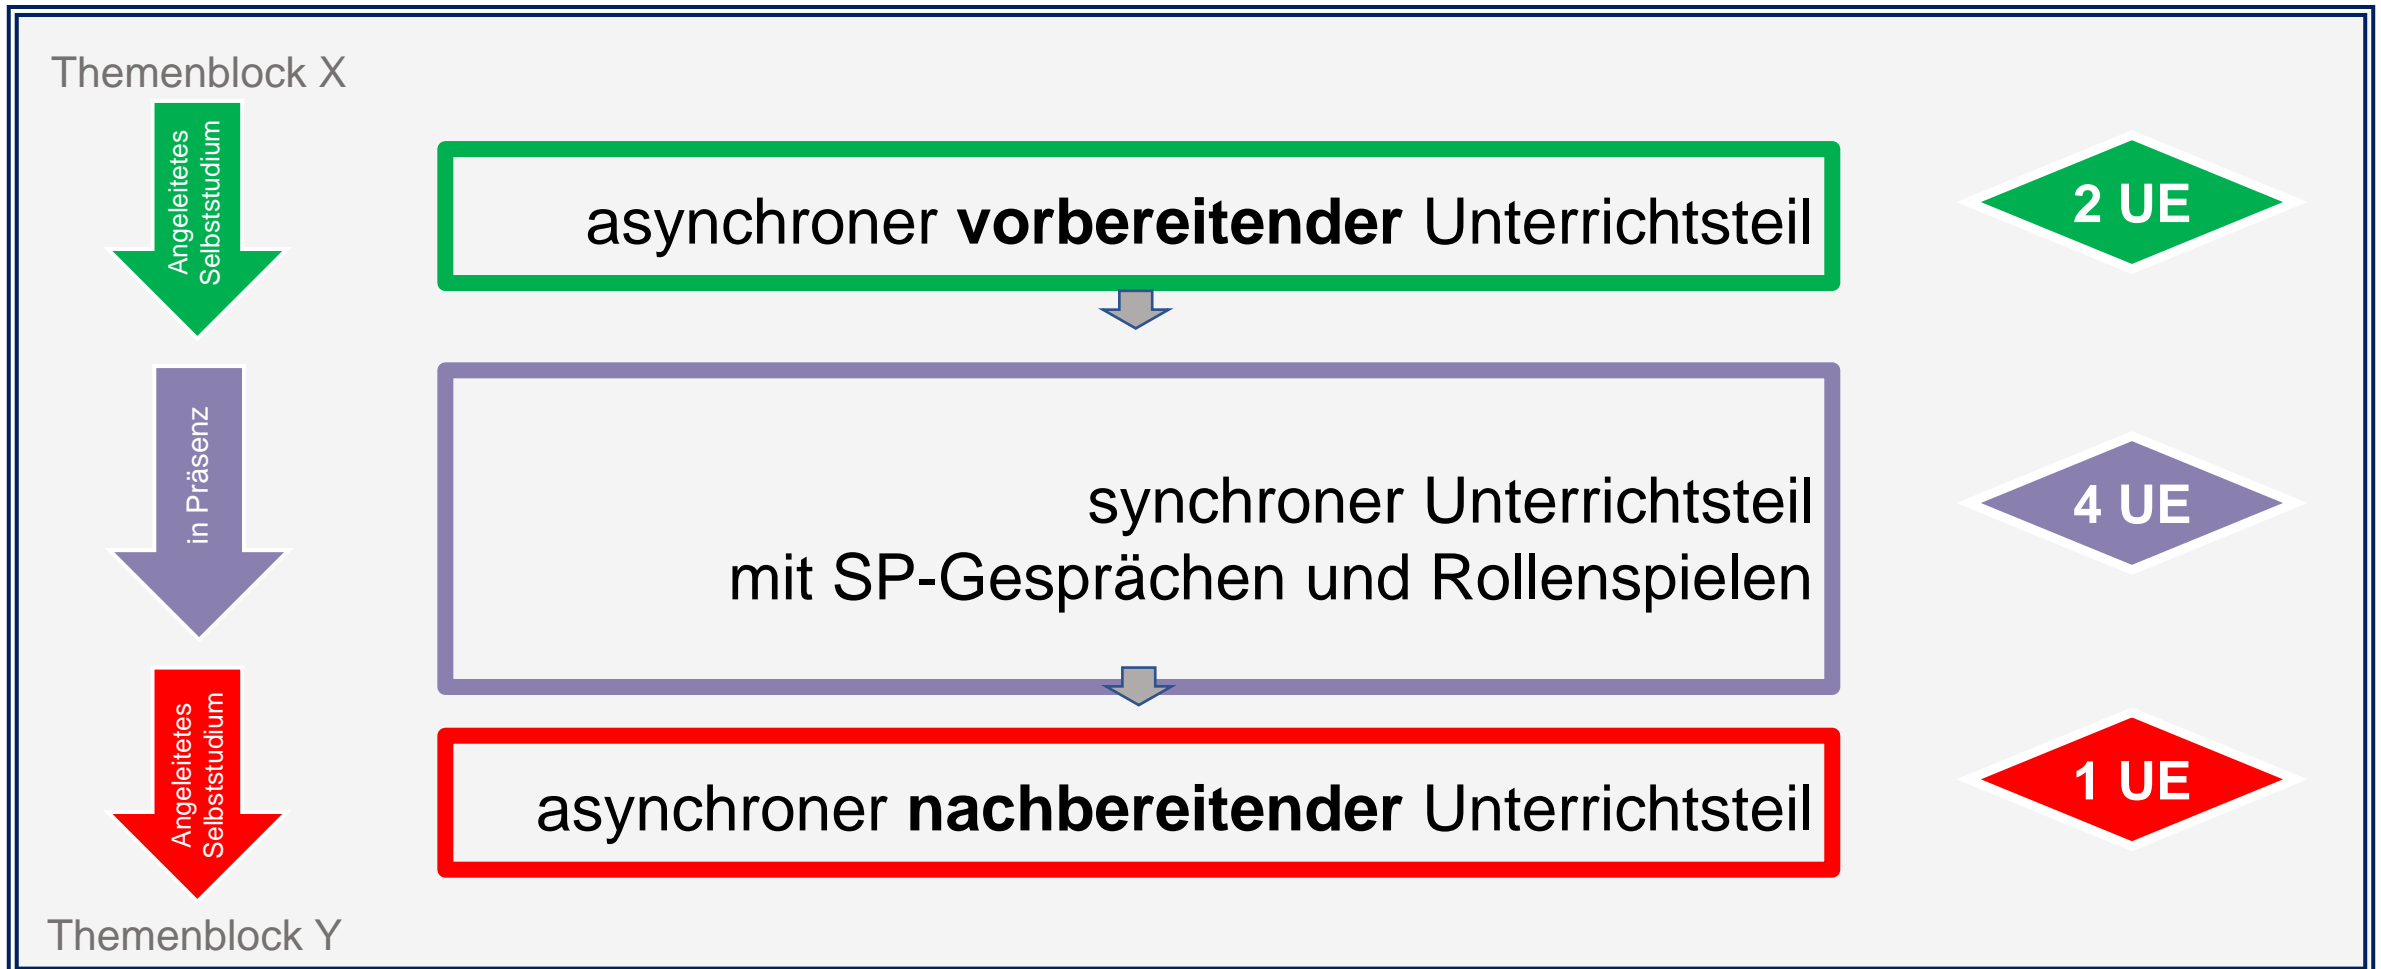 Themenblock X
Angeleitetes
Selbststudium
asynchroner vorbereitender Unterrichtsteil
2 UE
in Präsenz
synchroner Unterrichtsteil
mit SP-Gesprächen und Rollenspielen
4 UE
Angeleitetes
Selbststudium
asynchroner nachbereitender Unterrichtsteil
1 UE
Themenblock Y